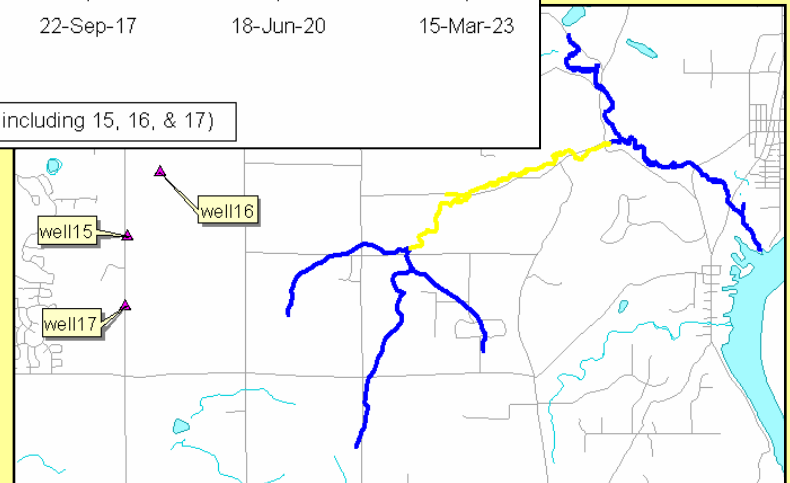 22-Sep-17 18-Jun-20 15-Mar-23
including 15, 16, & 17)
well16
well15
well17